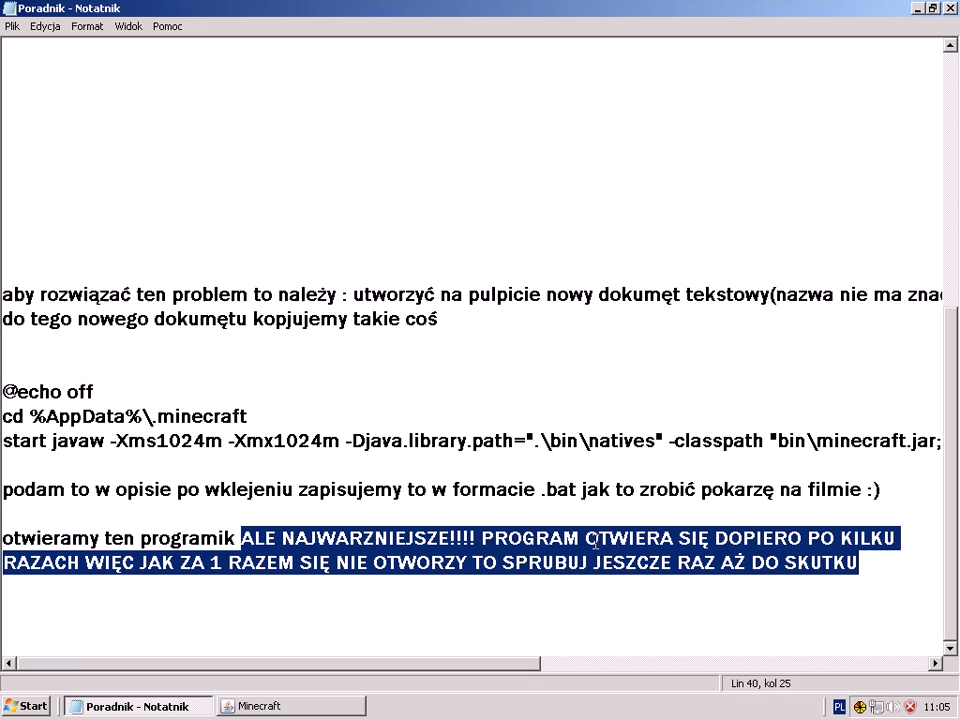 Poradnik - Notatnik
Plik Edycja Format Widok Pomoc
aby rozwiązać ten problem to należy : utworzyć na pulpicie nowy dokumęt tekstowy(nazwa nie ma
do tego nowego dokumętu kopjujemy takie coś
@echo off
cd %AppData%\.minecraft
start javaw -Xms1024m -Xmx1024m -Djava.library.path=".\bin\natives" -classpath "bin\minecraft.jar;
podam to w opisie po wklejeniu zapisujemy to w formacie .bat jak to zrobić pokarzę na filmie :)
otwieramy ten programik ALE NAJWARZNIEJSZE!!!! PROGRAM OTWIERA SIĘ DOPIERO PO KILKU
RAZACH WIĘC JAK ZA 1 RAZEM SIĘ NIE OTWORZY TO SPRUBUJ JESZCZE RAZ AŻ DO SKUTKU
Lin 40, kol 25
Start Poradnik - Notatnik Minecraft PL 11:05